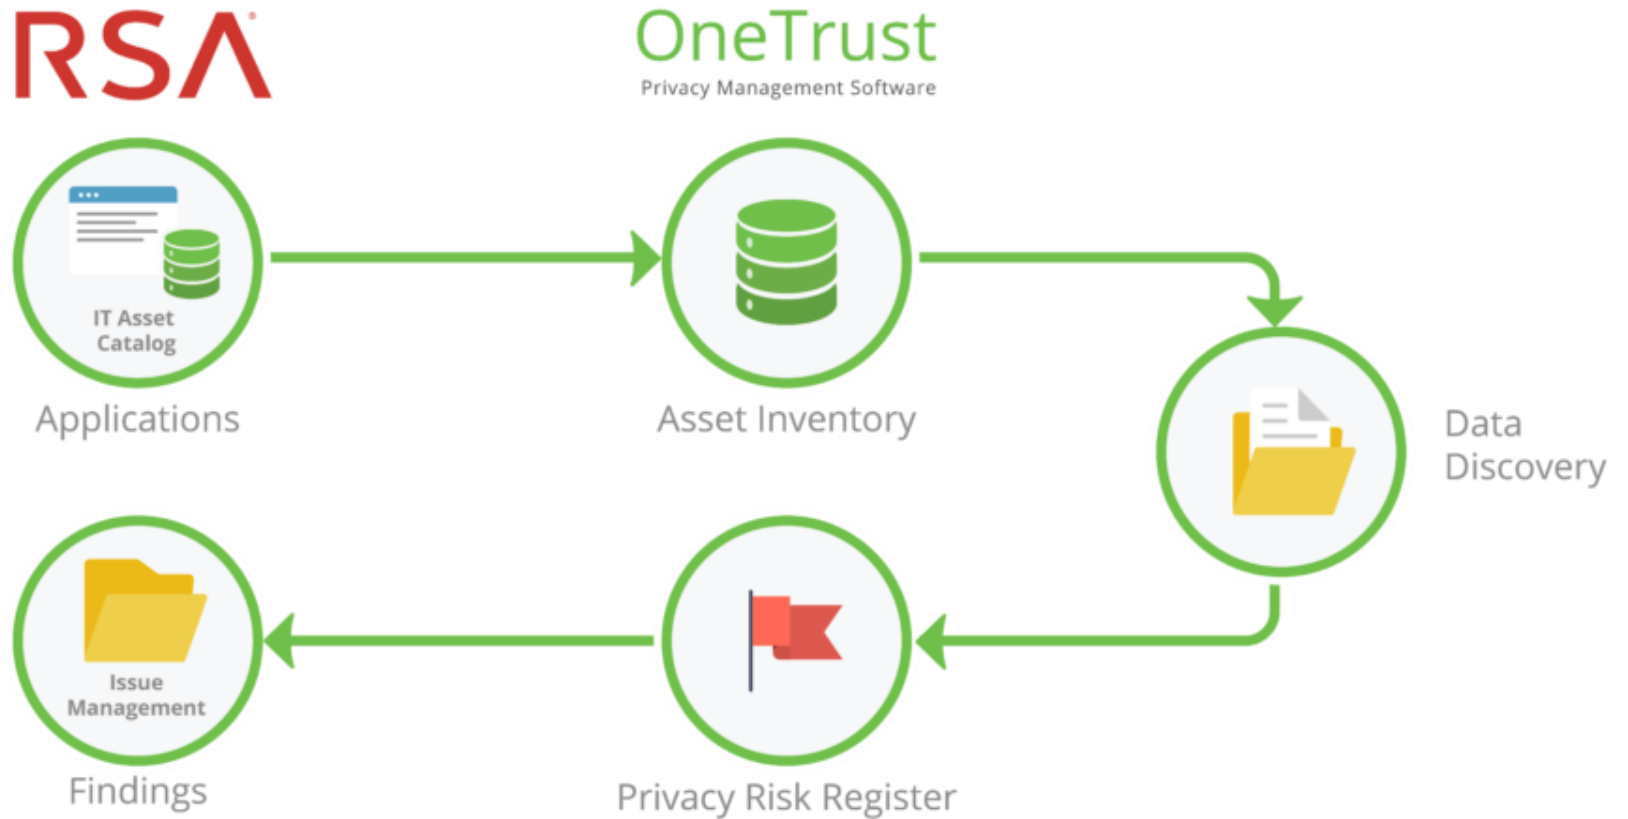 RSA
OneTrust
Privacy Management Software
IT Asset
Catalog
Applications
Asset Inventory
Data
Discovery
Issue
Management
Findings
Privacy Risk Register